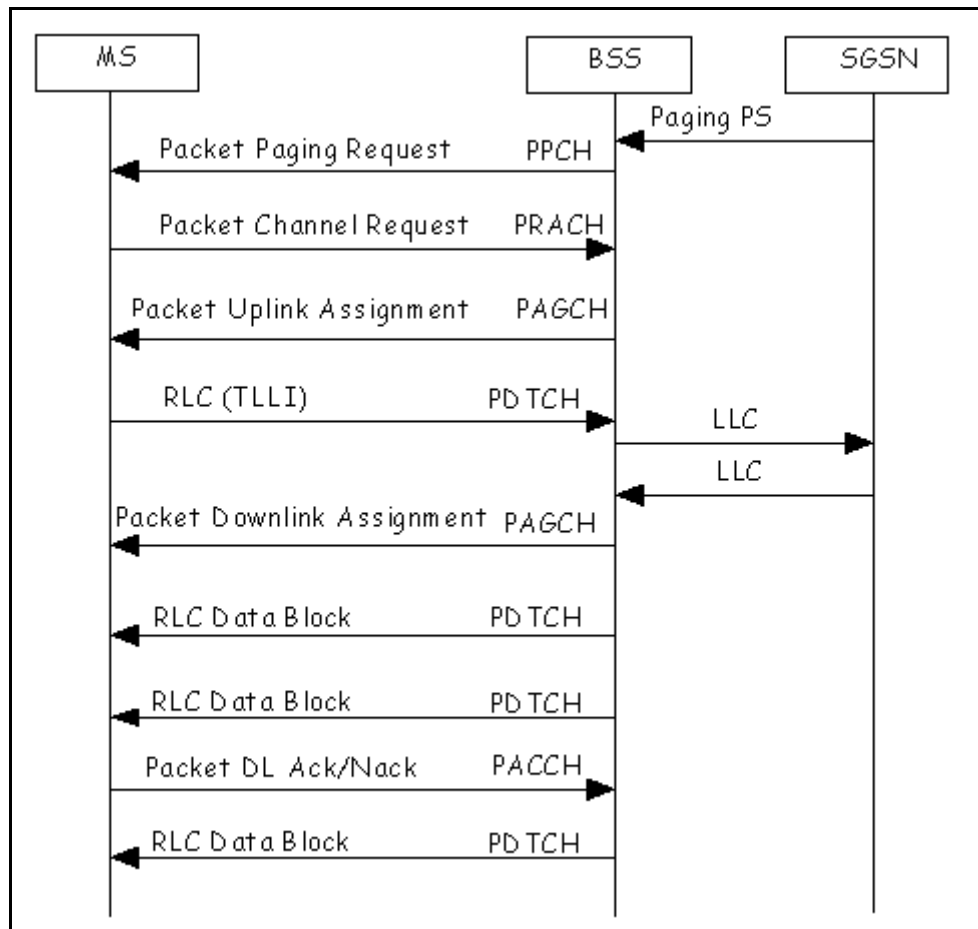 MS BSS SGSN
Paging PS
Packet Paging Request PPCH
Packet Channel Request PRACH
Packet Uplink Assignment PAGCH
RLC (TLLI) PDTCH
LLC
LLC
Packet Downlink Assignment PAGCH
RLC Data Block PDTCH
RLC Data Block PDTCH
Packet DL Ack/Nack PACCH
RLC Data Block PDTCH